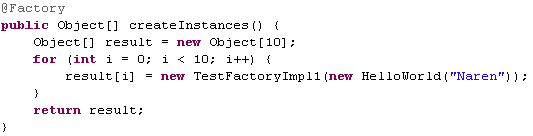 @Factory
public Object[] createInstances() {
    Object[] result = new Object[10];
    for (int i = 0; i < 10; i++) {
        result[i] = new TestFactoryImpl1(new HelloWorld("Naren"));
    }
    return result;
}